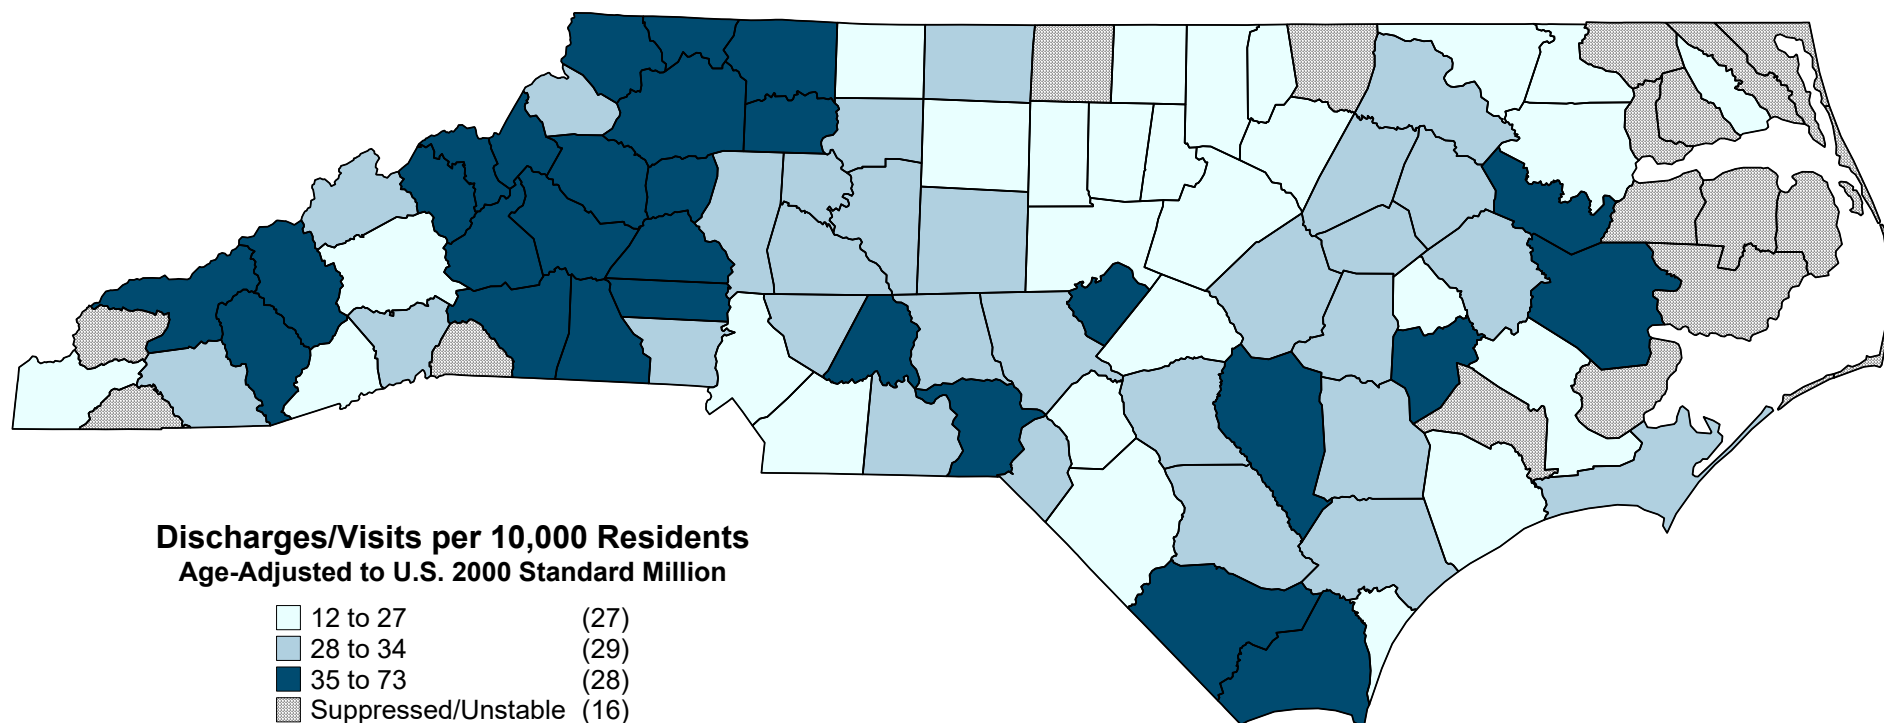 Discharges/Visits per 10,000 Residents
Age-Adjusted to U.S. 2000 Standard Million
12 to 27 (27)
28 to 34 (29)
35 to 73 (28)
Suppressed/Unstable (16)